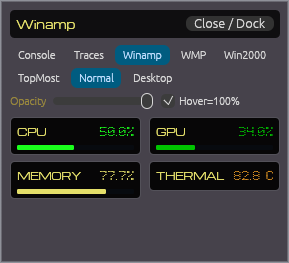 Winamp Close / Dock
Console Traces Winamp WMP Win2000
TopMost Normal Desktop
Opacity Hover=100%
CPU 50.0% GPU 34.0%
MEMORY 77.7% THERMAL 82.8 C